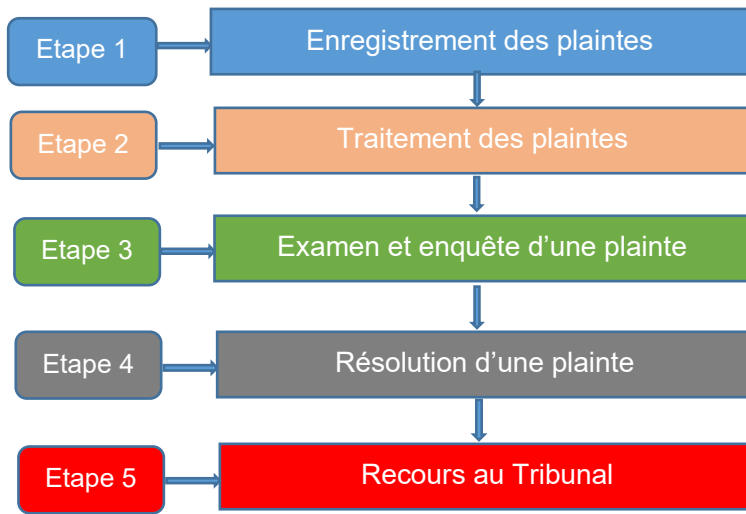 Etape 1
Enregistrement des plaintes
Etape 2
Traitement des plaintes
Etape 3
Examen et enquête d’une plainte
Etape 4
Résolution d’une plainte
Etape 5
Recours au Tribunal